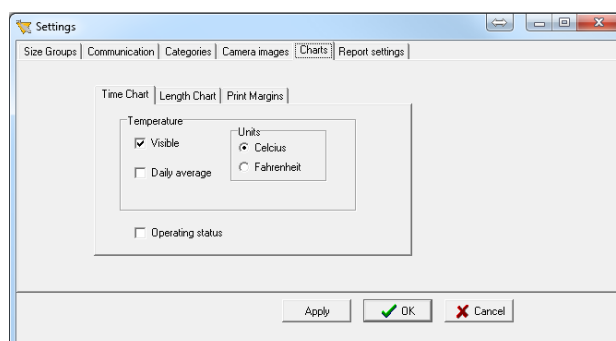 Settings
Size Groups Communication Categories Camera images Charts Report settings
Time Chart Length Chart Print Margins
Temperature
Units
Visible
Celcius
Daily average
Fahrenheit
Operating status
Apply OK Cancel